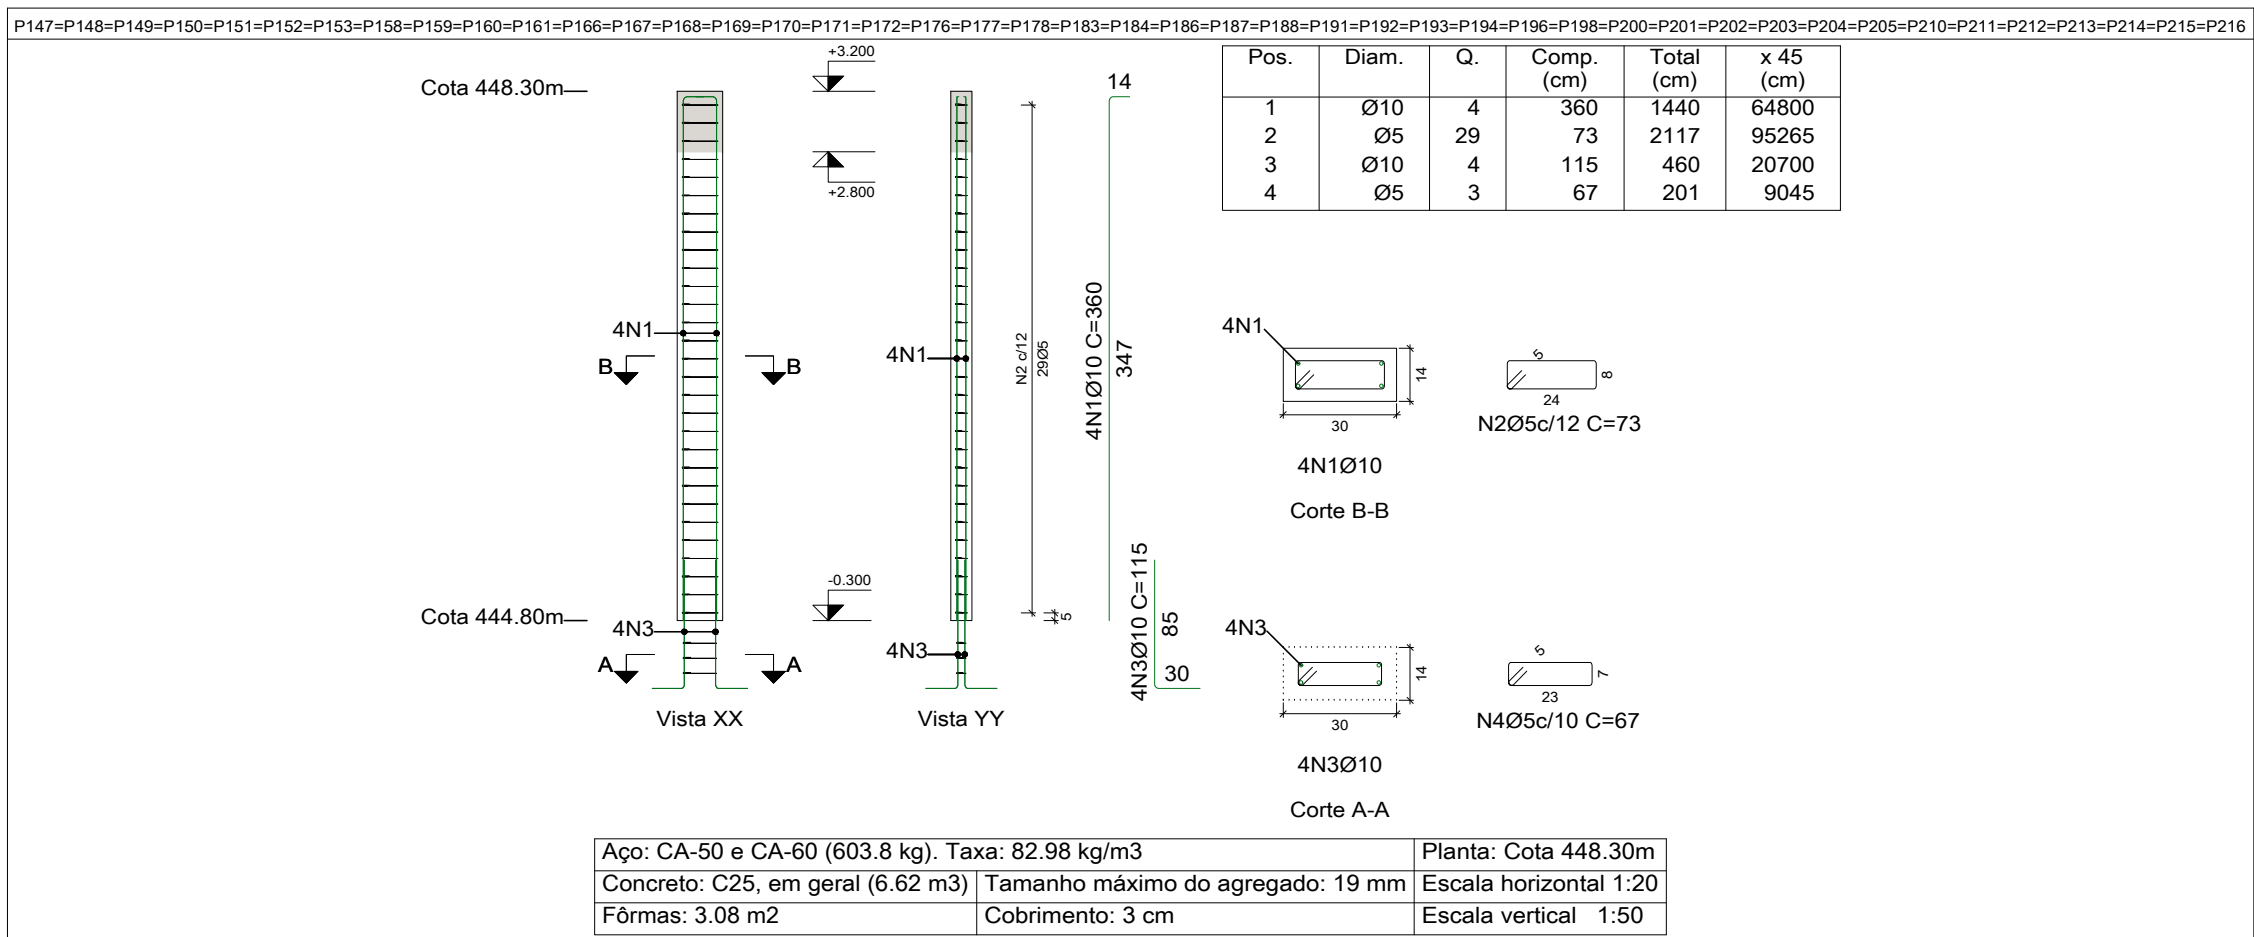 P147=P148=P149=P150=P151=P152=P153=P158=P159=P160=P161=P166=P167=P168=P169=P170=P171=P172=P176=P177=P178=P183=P184=P186=P187=P188=P191=P192=P193=P194=P196=P198=P200=P201=P202=P203=P204=P205=P210=P211=P212=P213=P214=P215=P216
Cota 448.30m
+3.200
+2.800
4N1
B B
-0.300
Cota 444.80m
4N3
A A
Vista XX
4N1
4N3
Vista YY
N2 c/12
29Ø5
5
14
4N1Ø10 C=360
347
4N3Ø10 C=115
85
30
Pos. Diam. Q. Comp. (cm) Total (cm) x 45 (cm)
1 Ø10 4 360 1440 64800
2 Ø5 29 73 2117 95265
3 Ø10 4 115 460 20700
4 Ø5 3 67 201 9045
4N1
14
30
4N1Ø10
Corte B-B
5
8
24
N2Ø5c/12 C=73
4N3
14
30
4N3Ø10
Corte A-A
5
7
23
N4Ø5c/10 C=67
Aço: CA-50 e CA-60 (603.8 kg). Taxa: 82.98 kg/m3 Planta: Cota 448.30m
Concreto: C25, em geral (6.62 m3) Tamanho máximo do agregado: 19 mm Escala horizontal 1:20
Fôrmas: 3.08 m2 Cobrimento: 3 cm Escala vertical 1:50